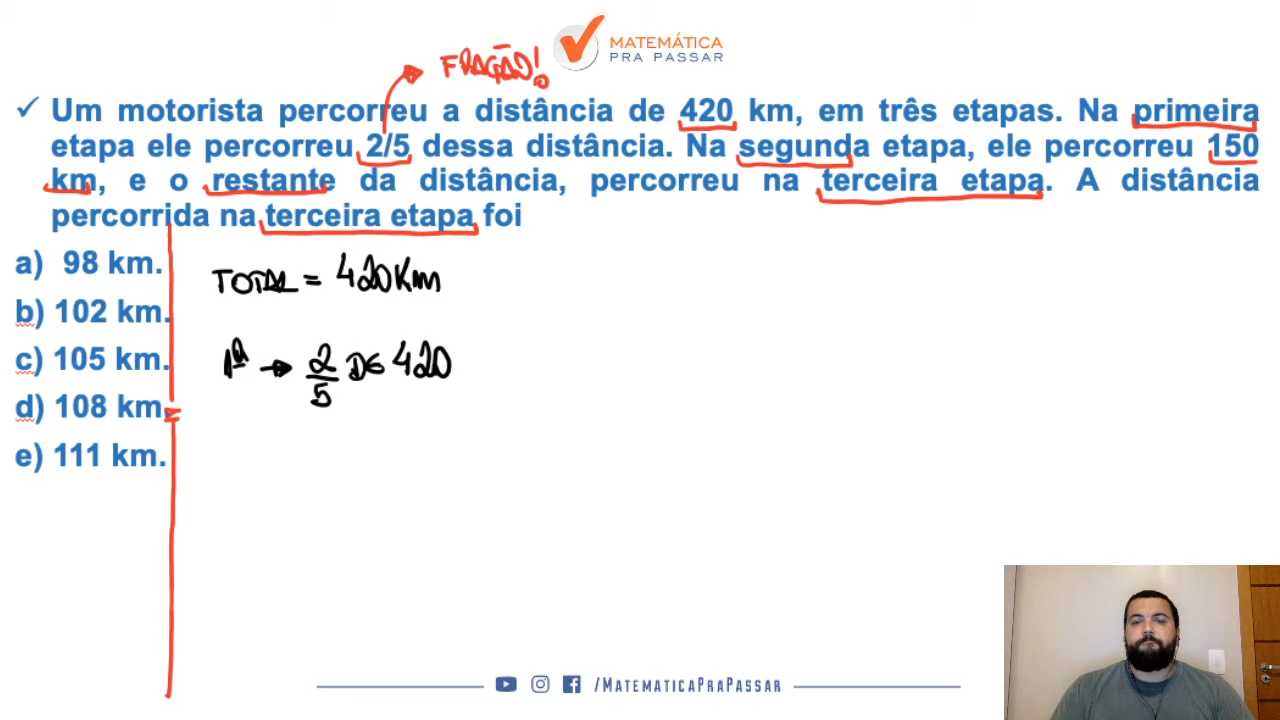 MATEMÁTICA
PRA PASSAR
FRAÇÃO!
✓ Um motorista percorreu a distância de 420 km, em três etapas. Na primeira
etapa ele percorreu 2/5 dessa distância. Na segunda etapa, ele percorreu 150
km, e o restante da distância, percorreu na terceira etapa. A distância
percorrida na terceira etapa foi
a) 98 km.
b) 102 km.
c) 105 km.
d) 108 km.
e) 111 km.
TOTAL = 420 Km
1ª → 2/5 DE 420
/MATEMATICAPRAPASSAR